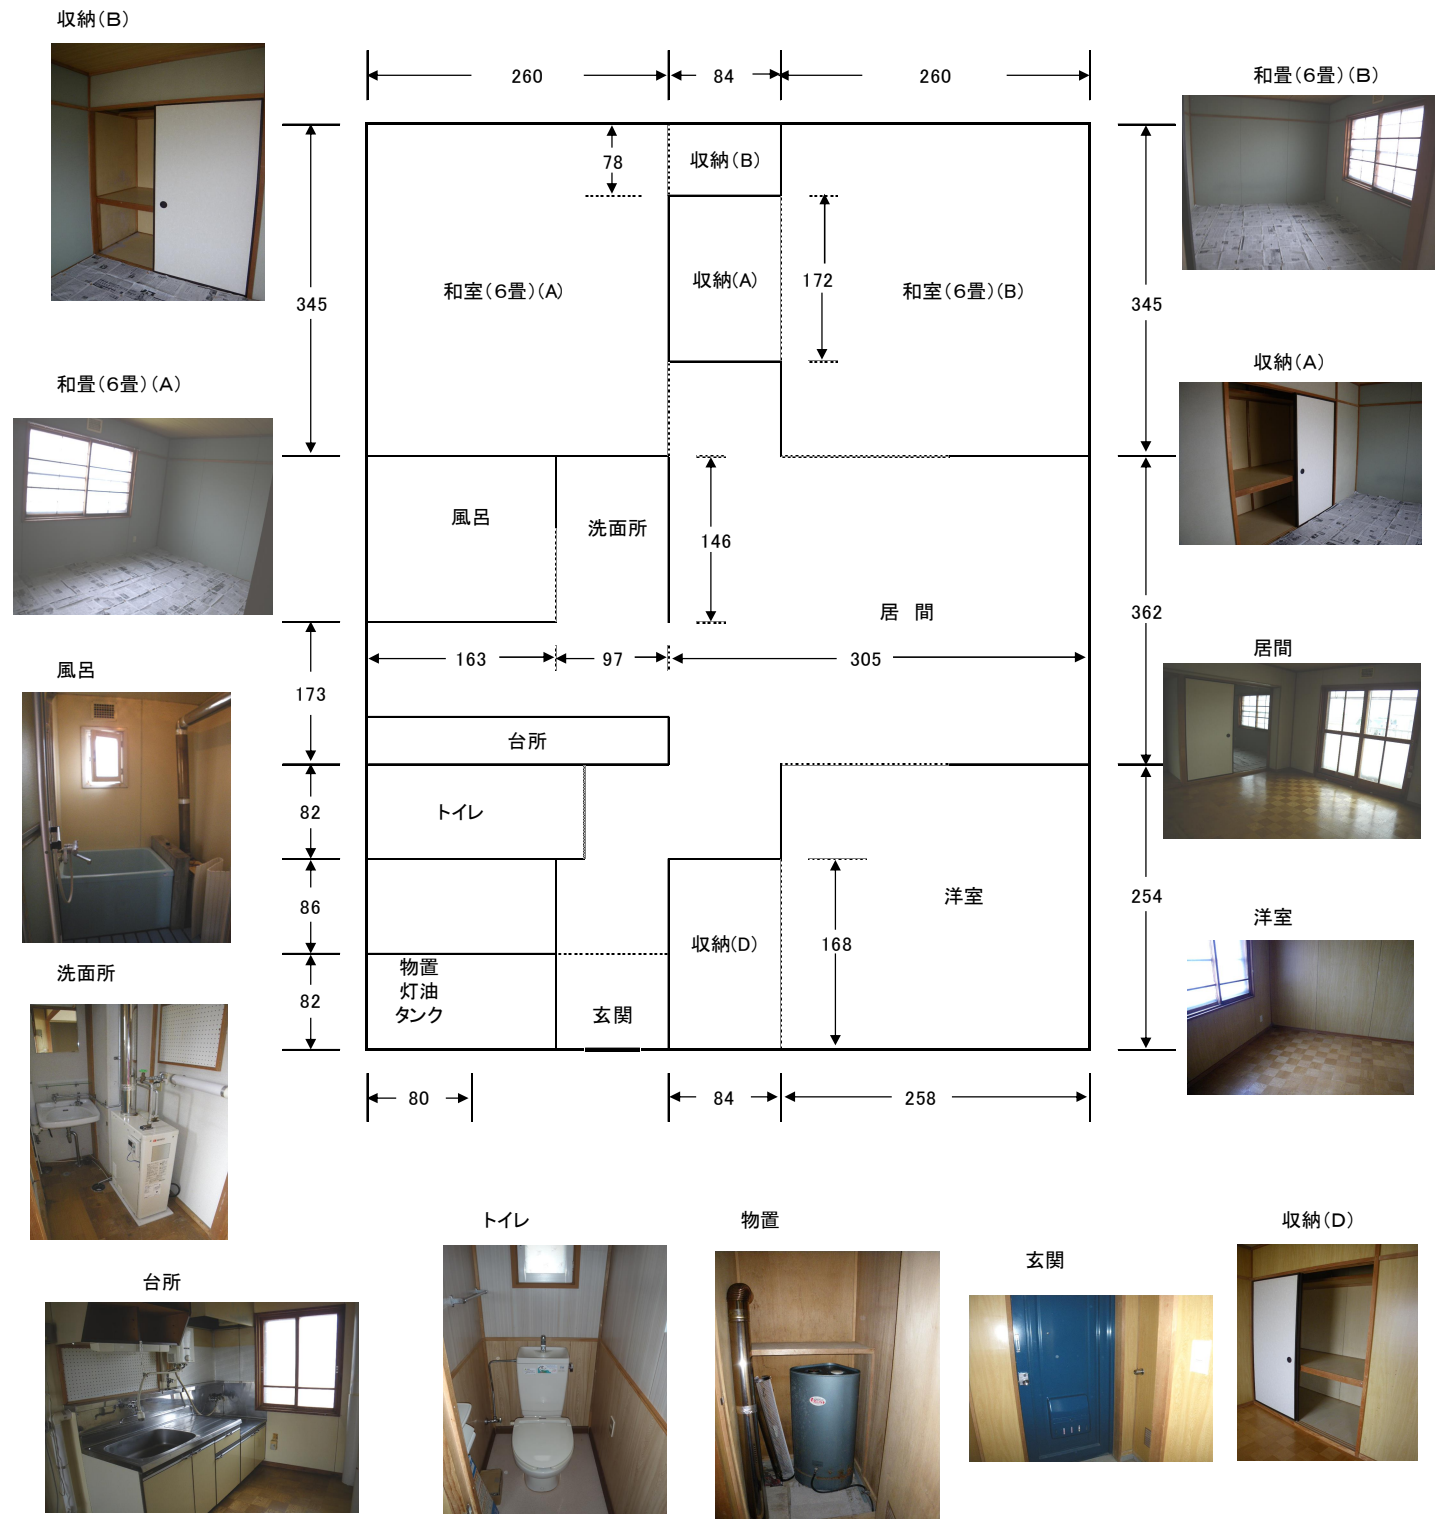 収納(B)
260
84
260
和畳(6畳)(B)
78
収納(B)
収納(A)
172
和室(6畳)(A)
和室(6畳)(B)
345
345
収納(A)
和畳(6畳)(A)
風呂
洗面所
146
居 間
362
居間
風呂
163
97
305
173
台所
82
トイレ
86
洋室
254
洋室
収納(D)
168
洗面所
物置
灯油
タンク
82
玄関
80
84
258
トイレ
物置
玄関
収納(D)
台所